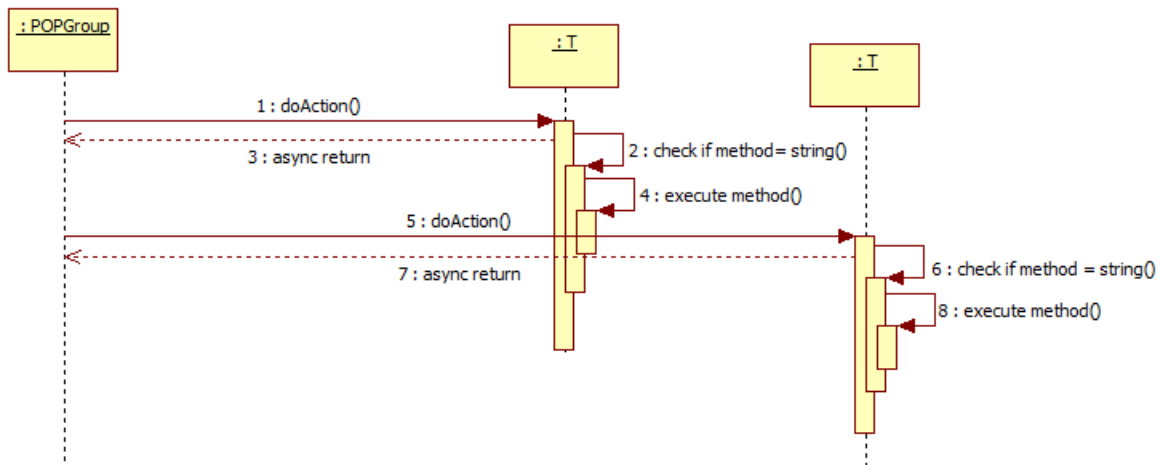 : POPGroup
: T
: T
1 : doAction()
3 : async return
2 : check if method= string()
4 : execute method()
5 : doAction()
7 : async return
6 : check if method = string()
8 : execute method()